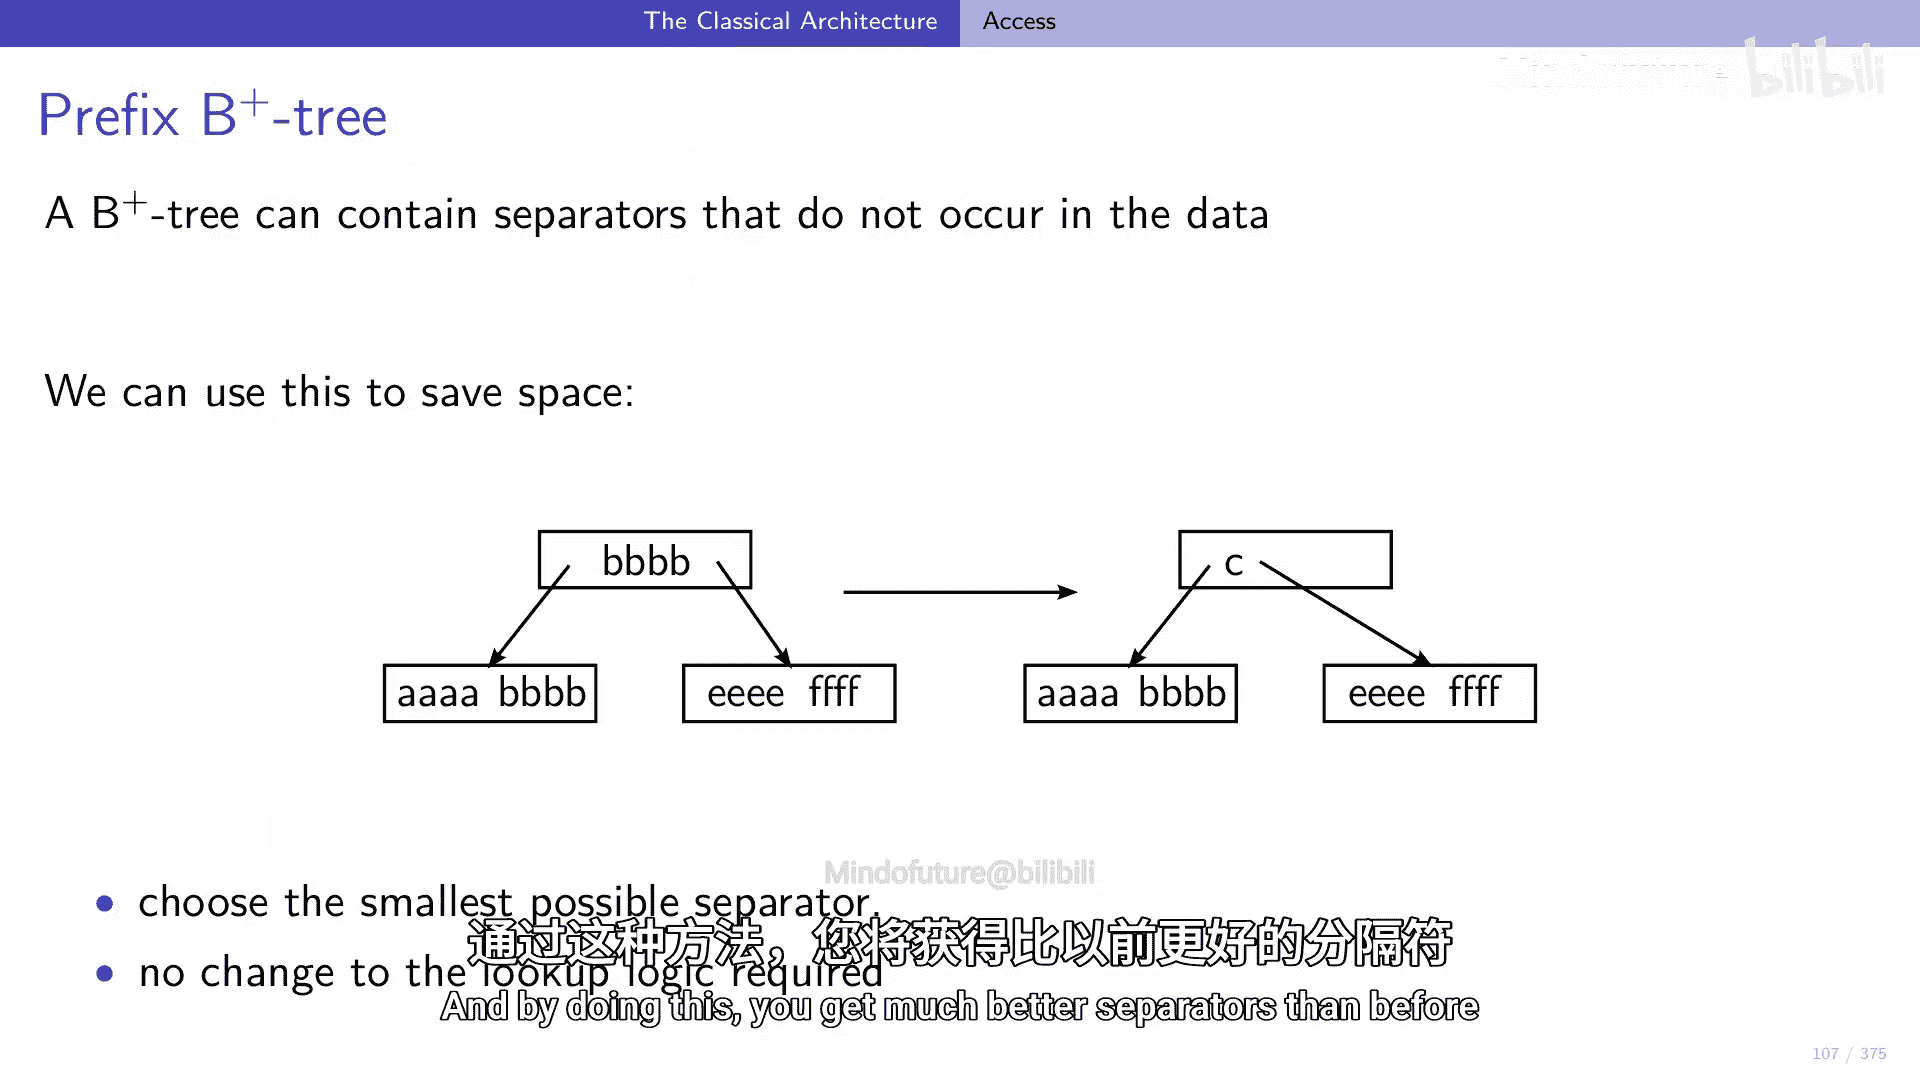 The Classical Architecture Access
bilibili
Prefix B+-tree
A B+-tree can contain separators that do not occur in the data
We can use this to save space:
bbbb c
aaaa bbbb eeee ffff aaaa bbbb eeee ffff
Mindofuture@bilibili
• choose the smallest possible separator.
通过这种方法，您将获得比以前更好的分隔符
• no change to the lookup logic required
And by doing this, you get much better separators than before
107 / 375